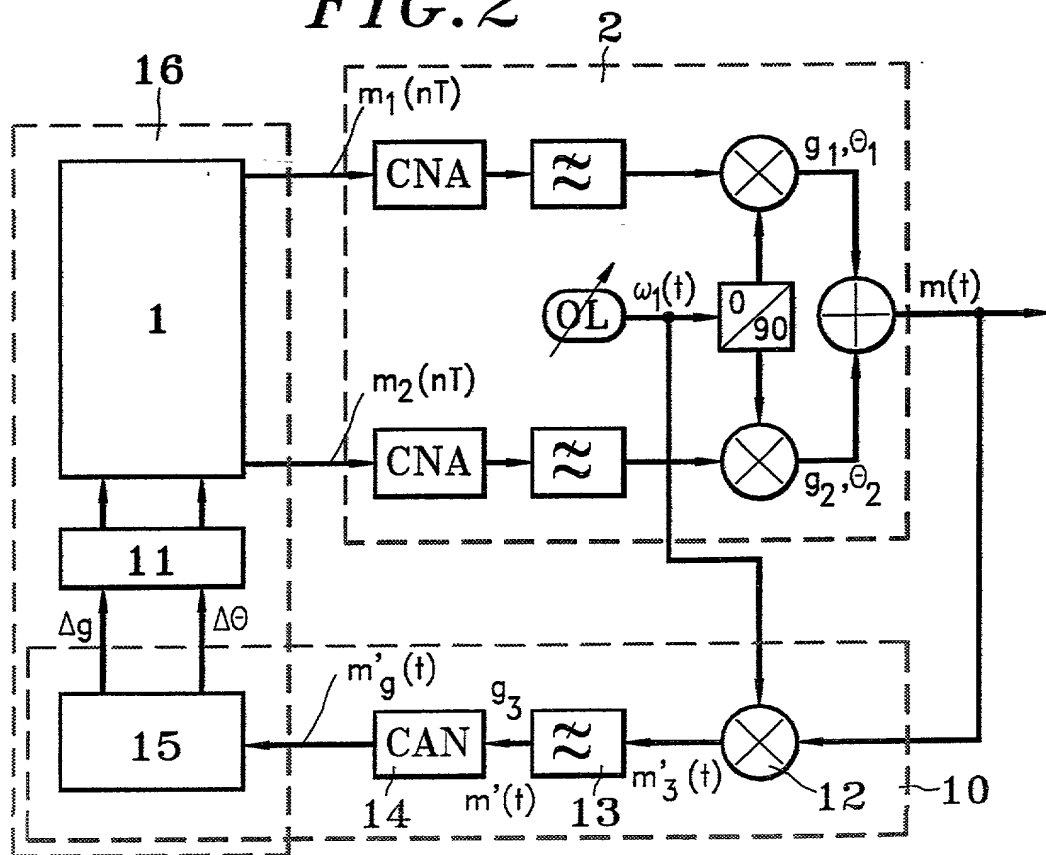 FIG. 2
2
16
m1(nT)
CNA
g1,Θ1
1
OL
ω1(t)
0
90
m(t)
m2(nT)
CNA
g2,Θ2
11
Δg
ΔΘ
m'g(t)
g3
15
CAN
m'3(t)
m'(t)
14
13
12
10